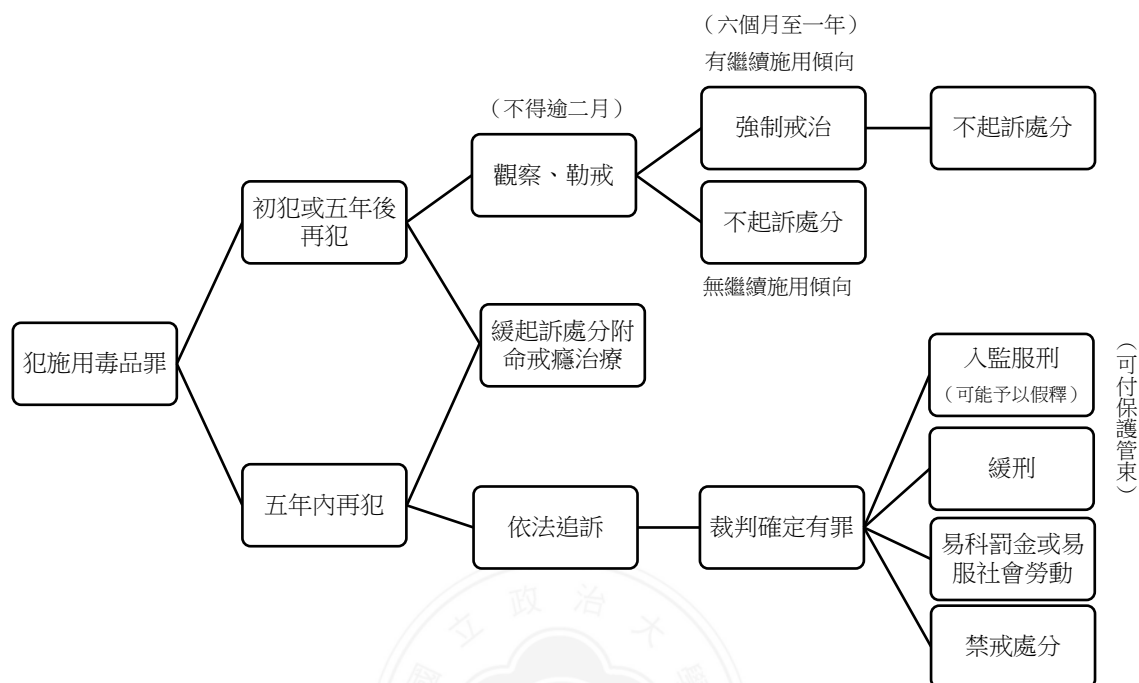 （六個月至一年）
有繼續施用傾向
（不得逾二月）
強制戒治
不起訴處分
觀察、勒戒
初犯或五年後
再犯
不起訴處分
無繼續施用傾向
緩起訴處分附
命戒癮治療
犯施用毒品罪
入監服刑
（可能予以假釋）
（可付保護管束）
緩刑
五年內再犯
依法追訴
裁判確定有罪
易科罰金或易
服社會勞動
禁戒處分
國立政治大學